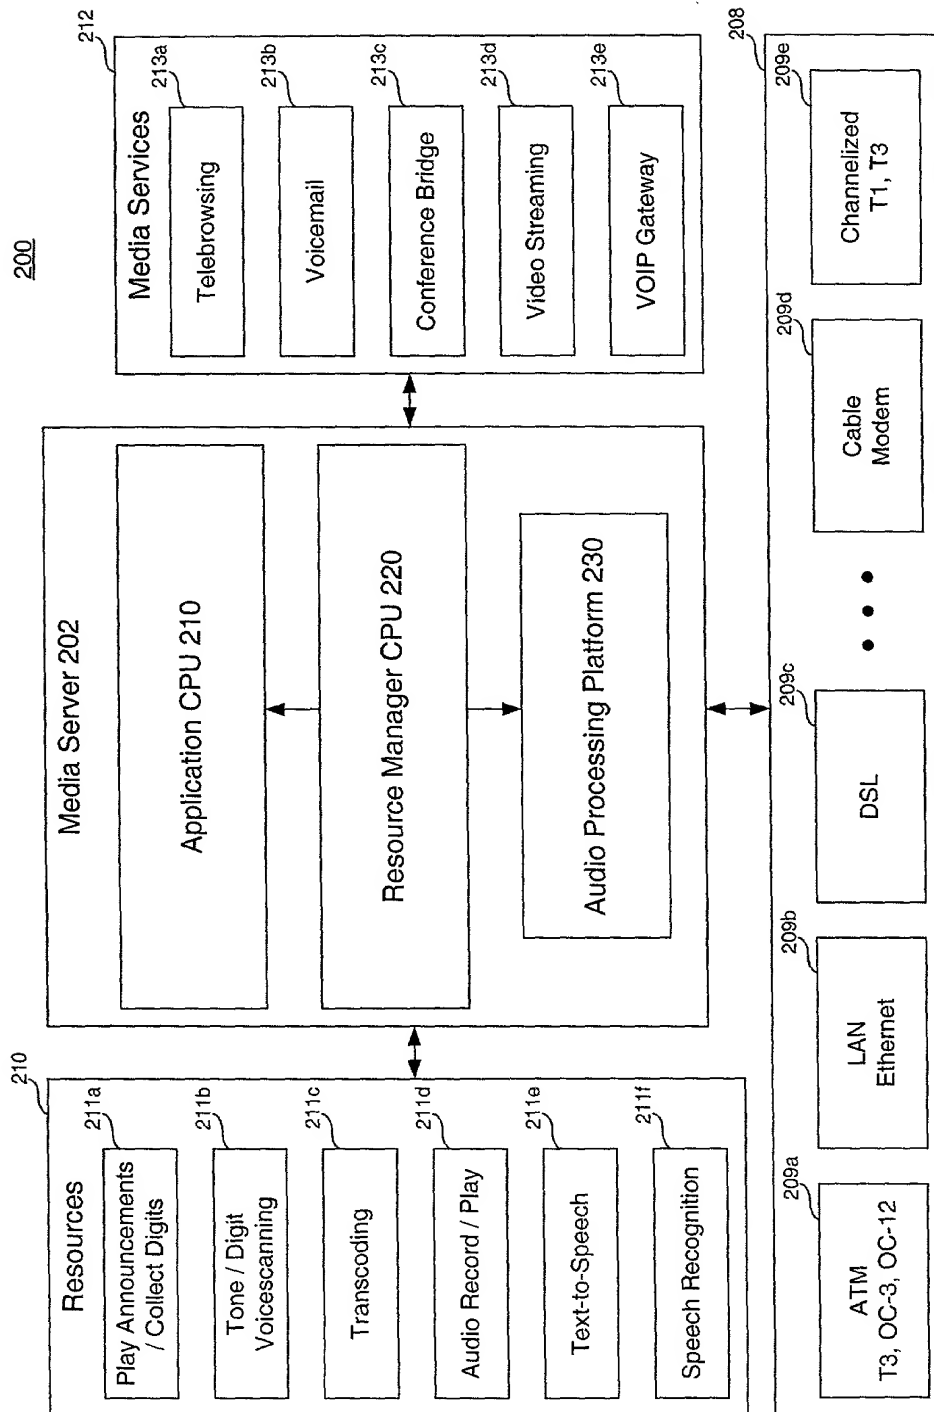 200
210
Resources
211a
Play Announcements
/ Collect Digits
211b
Tone / Digit
Voicescanning
211c
Transcoding
211d
Audio Record / Play
211e
Text-to-Speech
211f
Speech Recognition
Media Server 202
Application CPU 210
Resource Manager CPU 220
Audio Processing Platform 230
212
Media Services
213a
Telebrowsing
213b
Voicemail
213c
Conference Bridge
213d
Video Streaming
213e
VOIP Gateway
208
209a
ATM
T3, OC-3, OC-12
209b
LAN
Ethernet
209c
DSL
209d
Cable
Modem
209e
Channelized
T1, T3